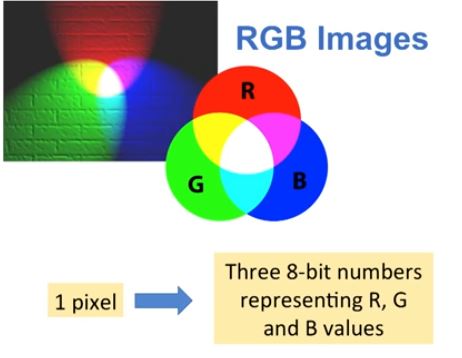 RGB Images
R
G
B
1 pixel
Three 8-bit numbers
representing R, G
and B values